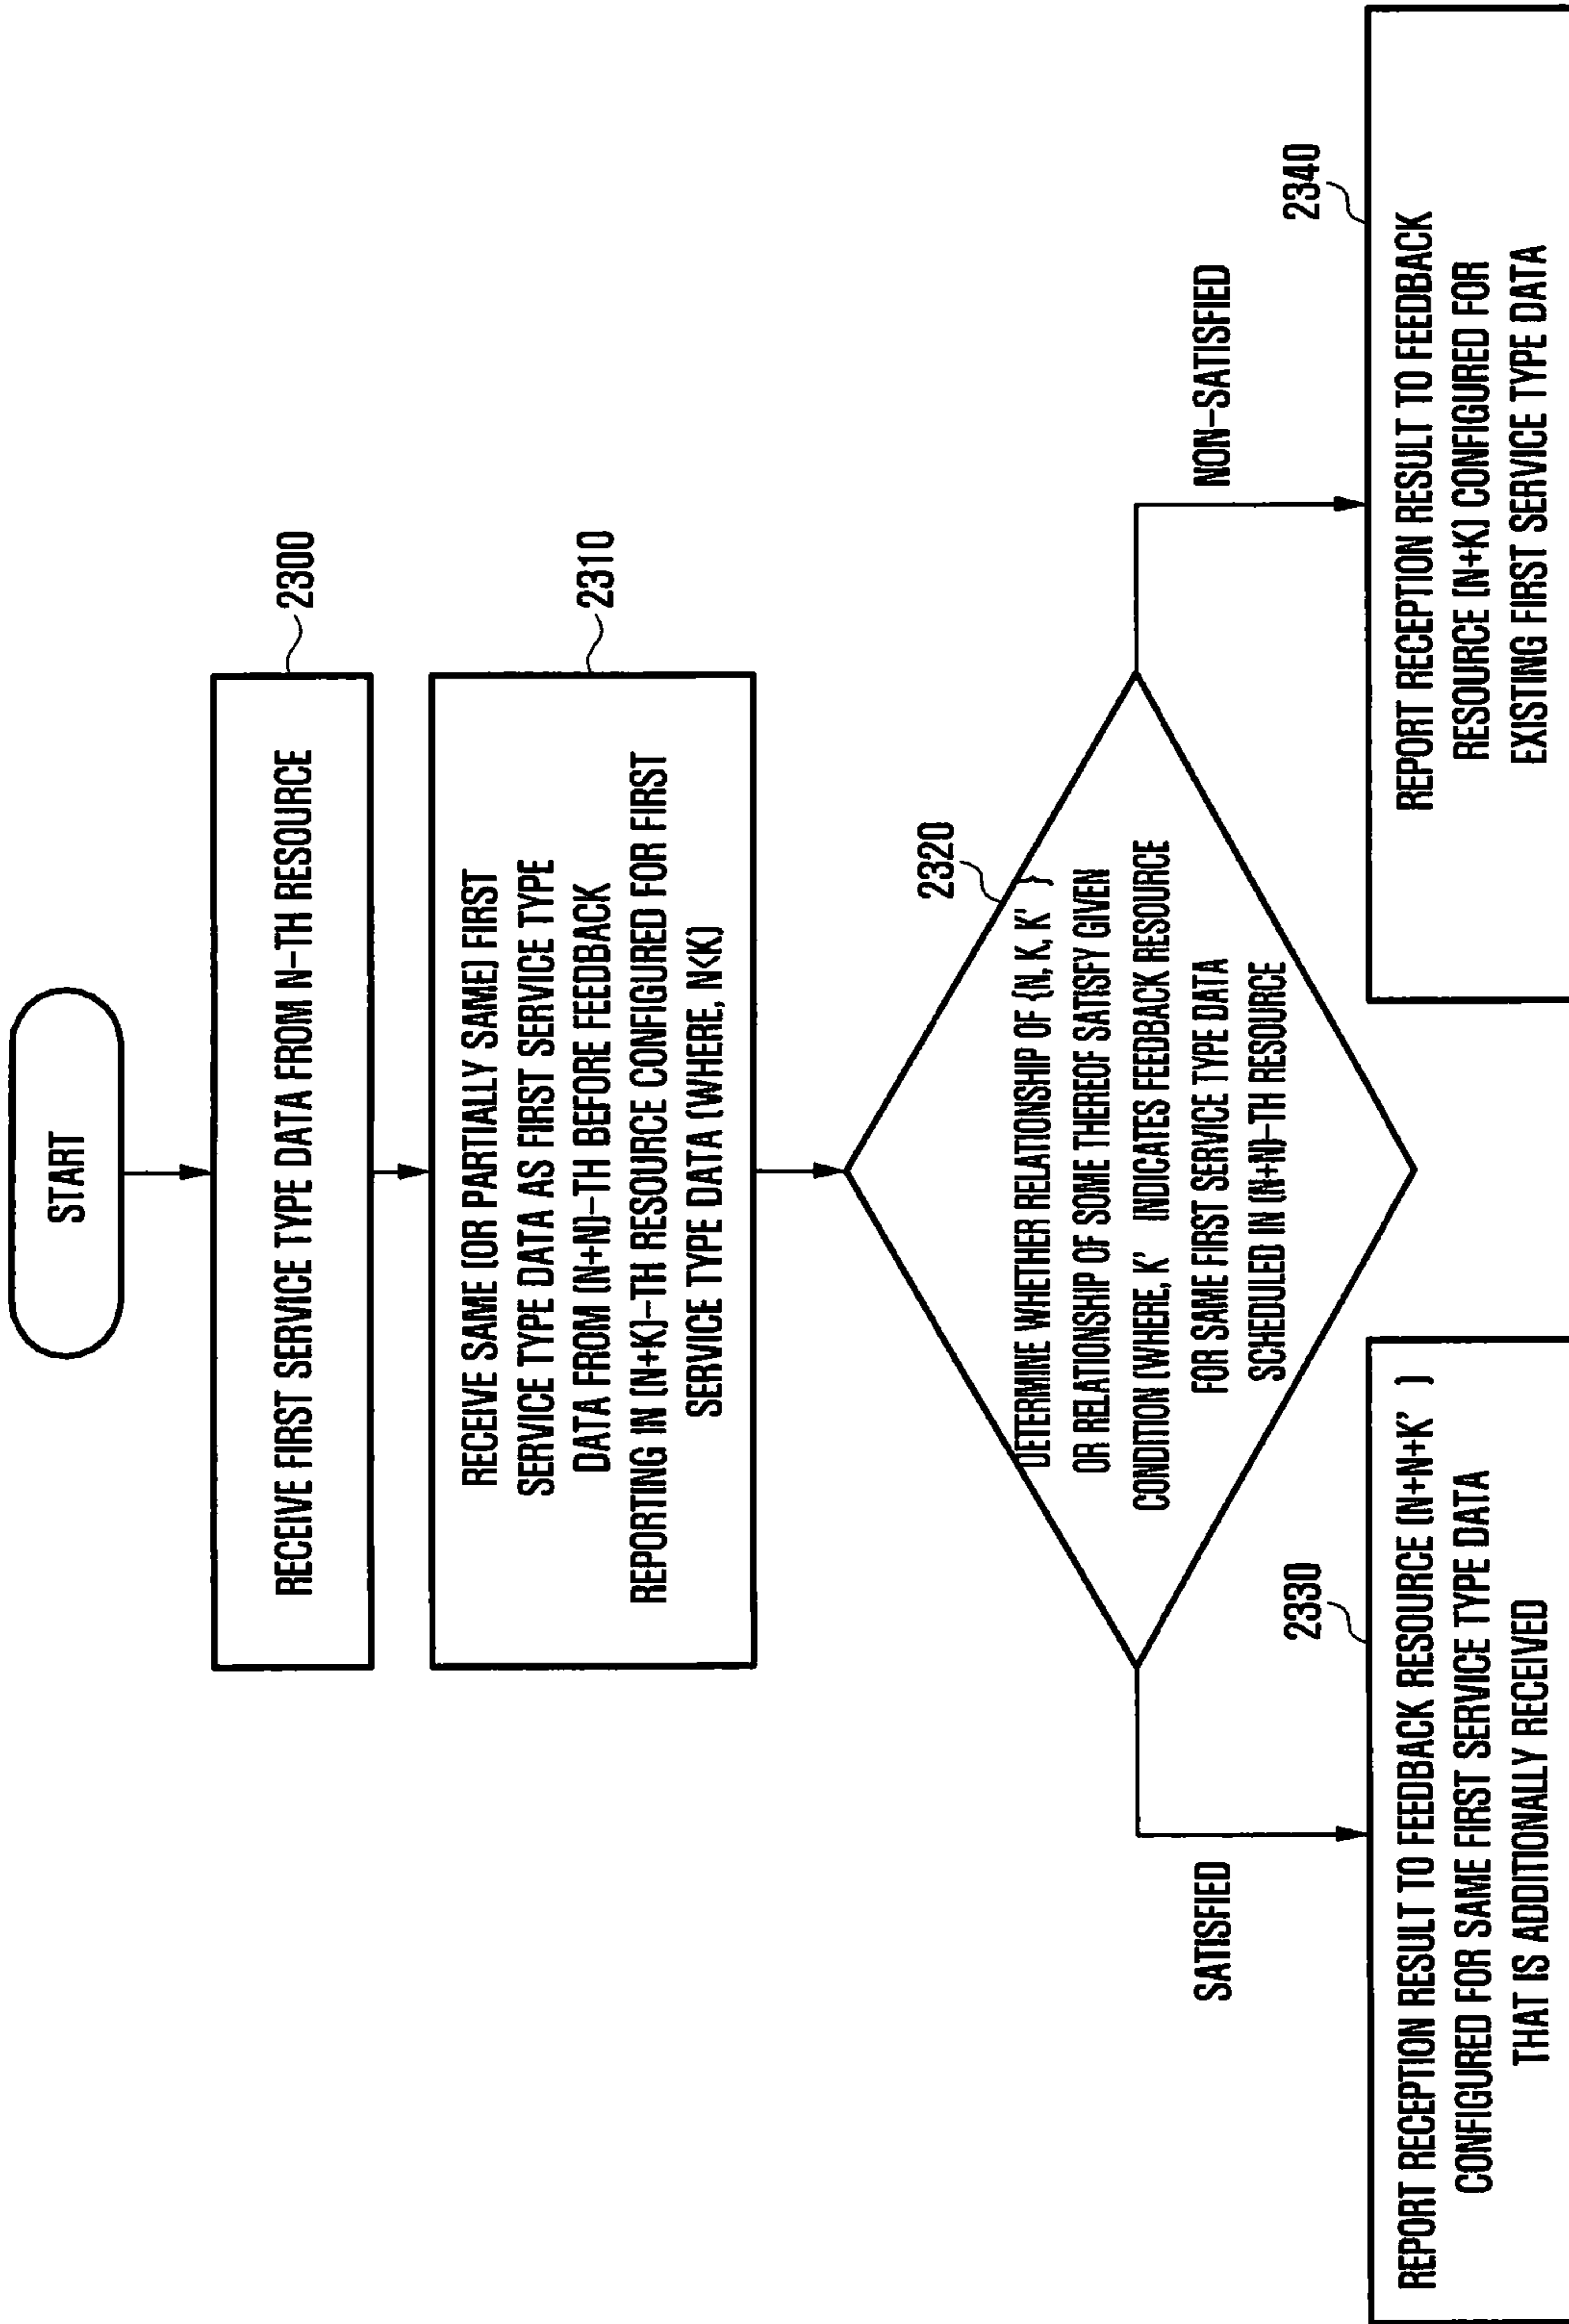 START
2300
RECEIVE FIRST SERVICE TYPE DATA FROM N-TH RESOURCE
2310
RECEIVE SAME (OR PARTIALLY SAME) FIRST
SERVICE TYPE DATA AS FIRST SERVICE TYPE
DATA FROM (N+N)-TH BEFORE FEEDBACK
REPORTING IN (N+K)-TH RESOURCE CONFIGURED FOR FIRST
SERVICE TYPE DATA (WHERE, N<K)
2320
DETERMINE WHETHER RELATIONSHIP OF {N, K, K' }
OR RELATIONSHIP OF SOME THEREOF SATISFY GIVEN
CONDITION (WHERE, K' INDICATES FEEDBACK RESOURCE
FOR SAME FIRST SERVICE TYPE DATA
SCHEDULED IN (N+N)-TH RESOURCE
SATISFIED
NON-SATISFIED
2330
REPORT RECEPTION RESULT TO FEEDBACK RESOURCE (N+N+K' )
CONFIGURED FOR SAME FIRST SERVICE TYPE DATA
THAT IS ADDITIONALLY RECEIVED
2340
REPORT RECEPTION RESULT TO FEEDBACK
RESOURCE (N+K) CONFIGURED FOR
EXISTING FIRST SERVICE TYPE DATA